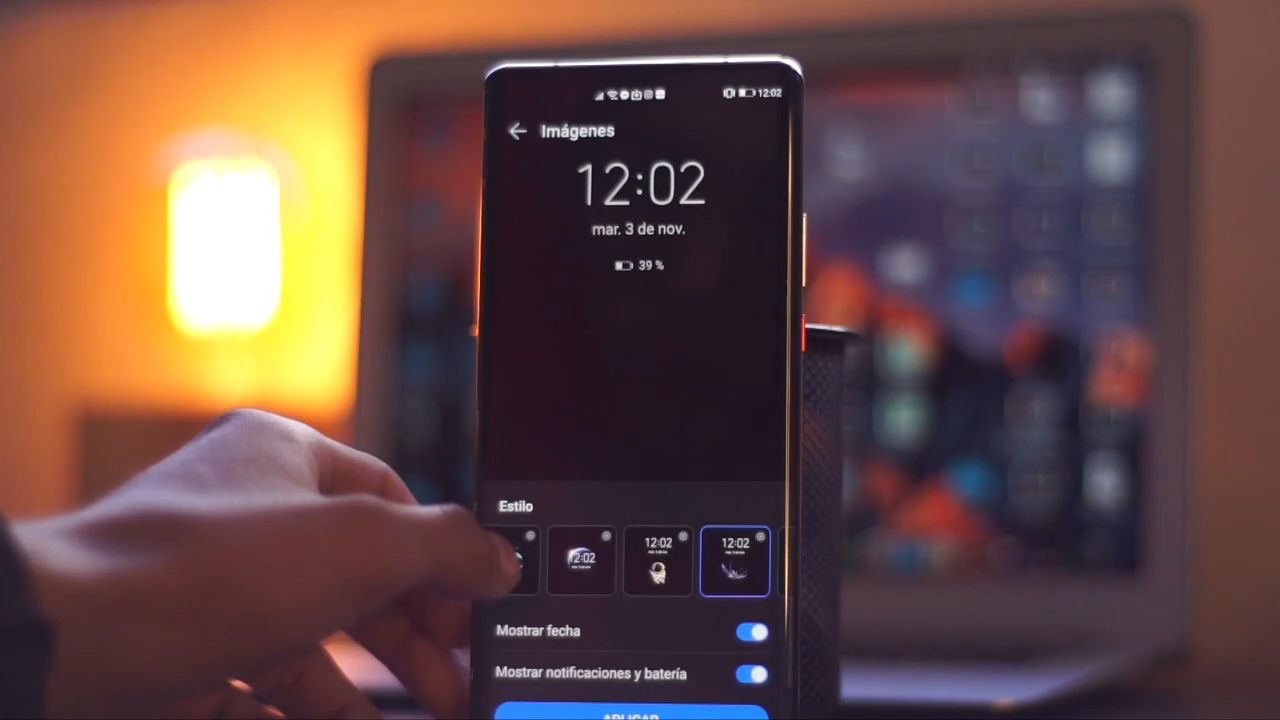 12:02
Imágenes
12:02
mar. 3 de nov.
39 %
Estilo
12:02
12:02
12:02
Mostrar fecha
Mostrar notificaciones y batería
APLICAR